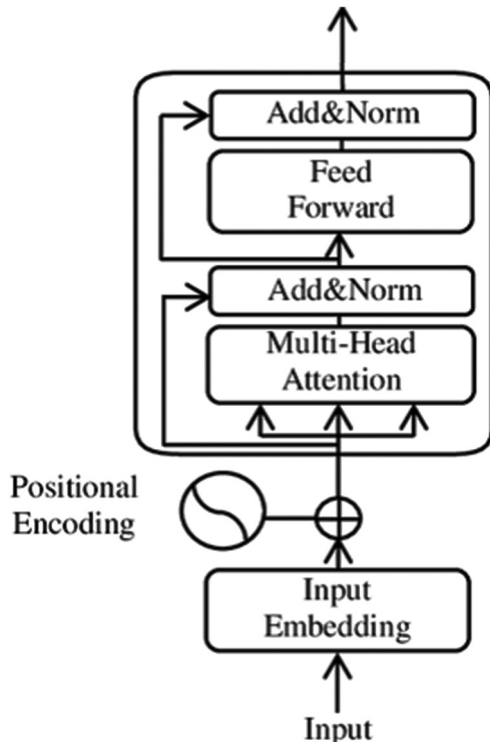 Add&Norm
Feed
Forward
Add&Norm
Multi-Head
Attention
Positional
Encoding
Input
Embedding
Input